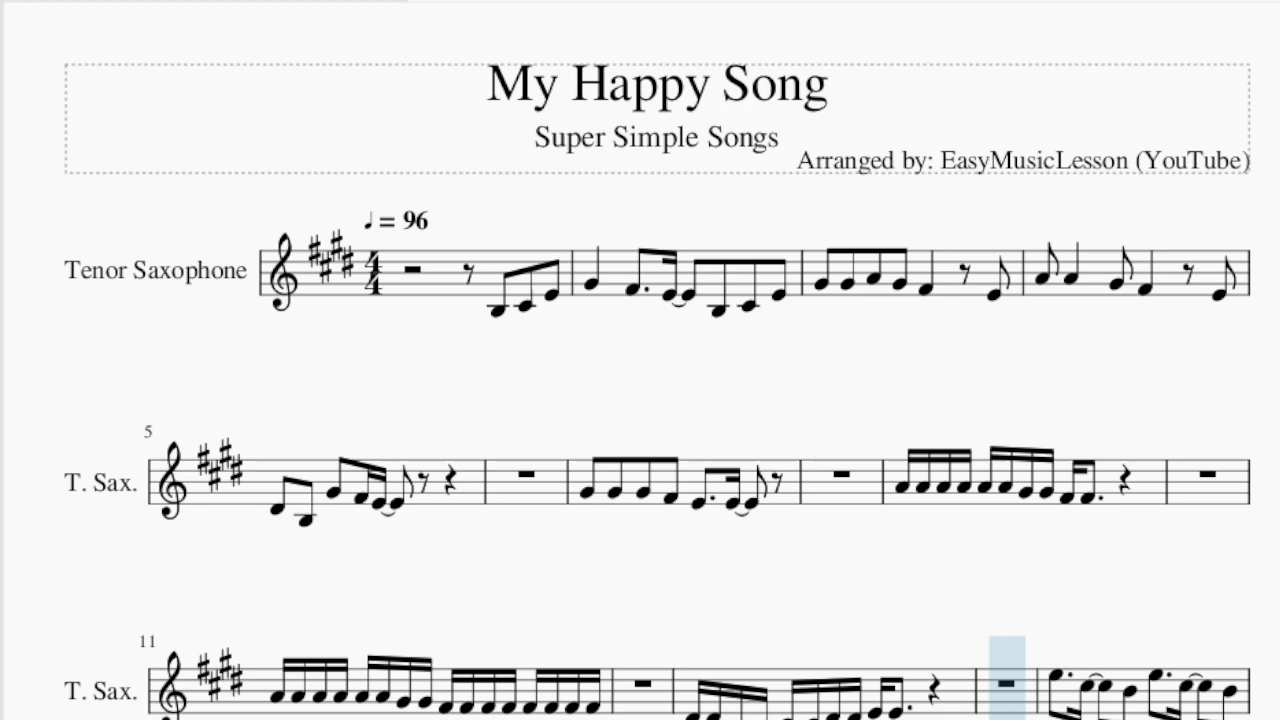 My Happy Song
Super Simple Songs
Arranged by: EasyMusicLesson (YouTube)
♩ = 96
Tenor Saxophone
4
4
5
T. Sax.
11
T. Sax.